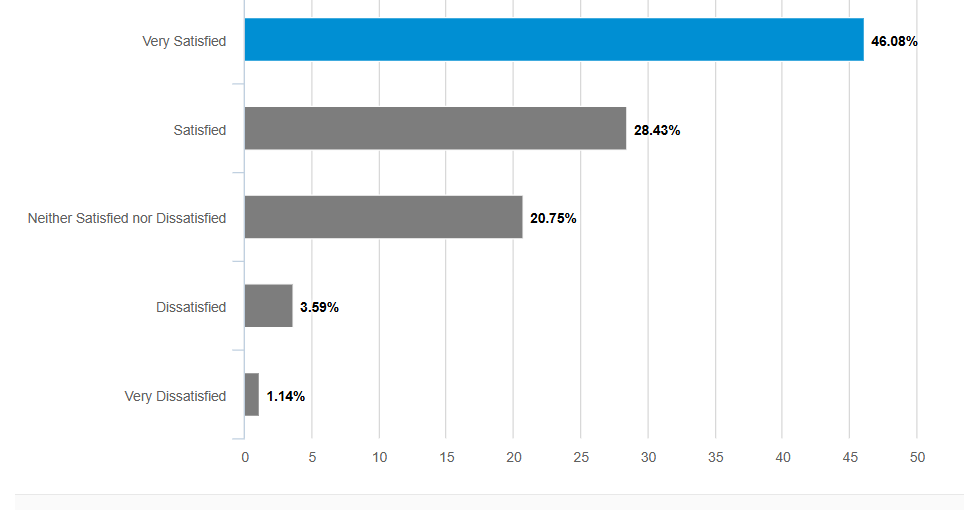 Very Satisfied 46.08%
Satisfied 28.43%
Neither Satisfied nor Dissatisfied 20.75%
Dissatisfied 3.59%
Very Dissatisfied 1.14%
0 5 10 15 20 25 30 35 40 45 50